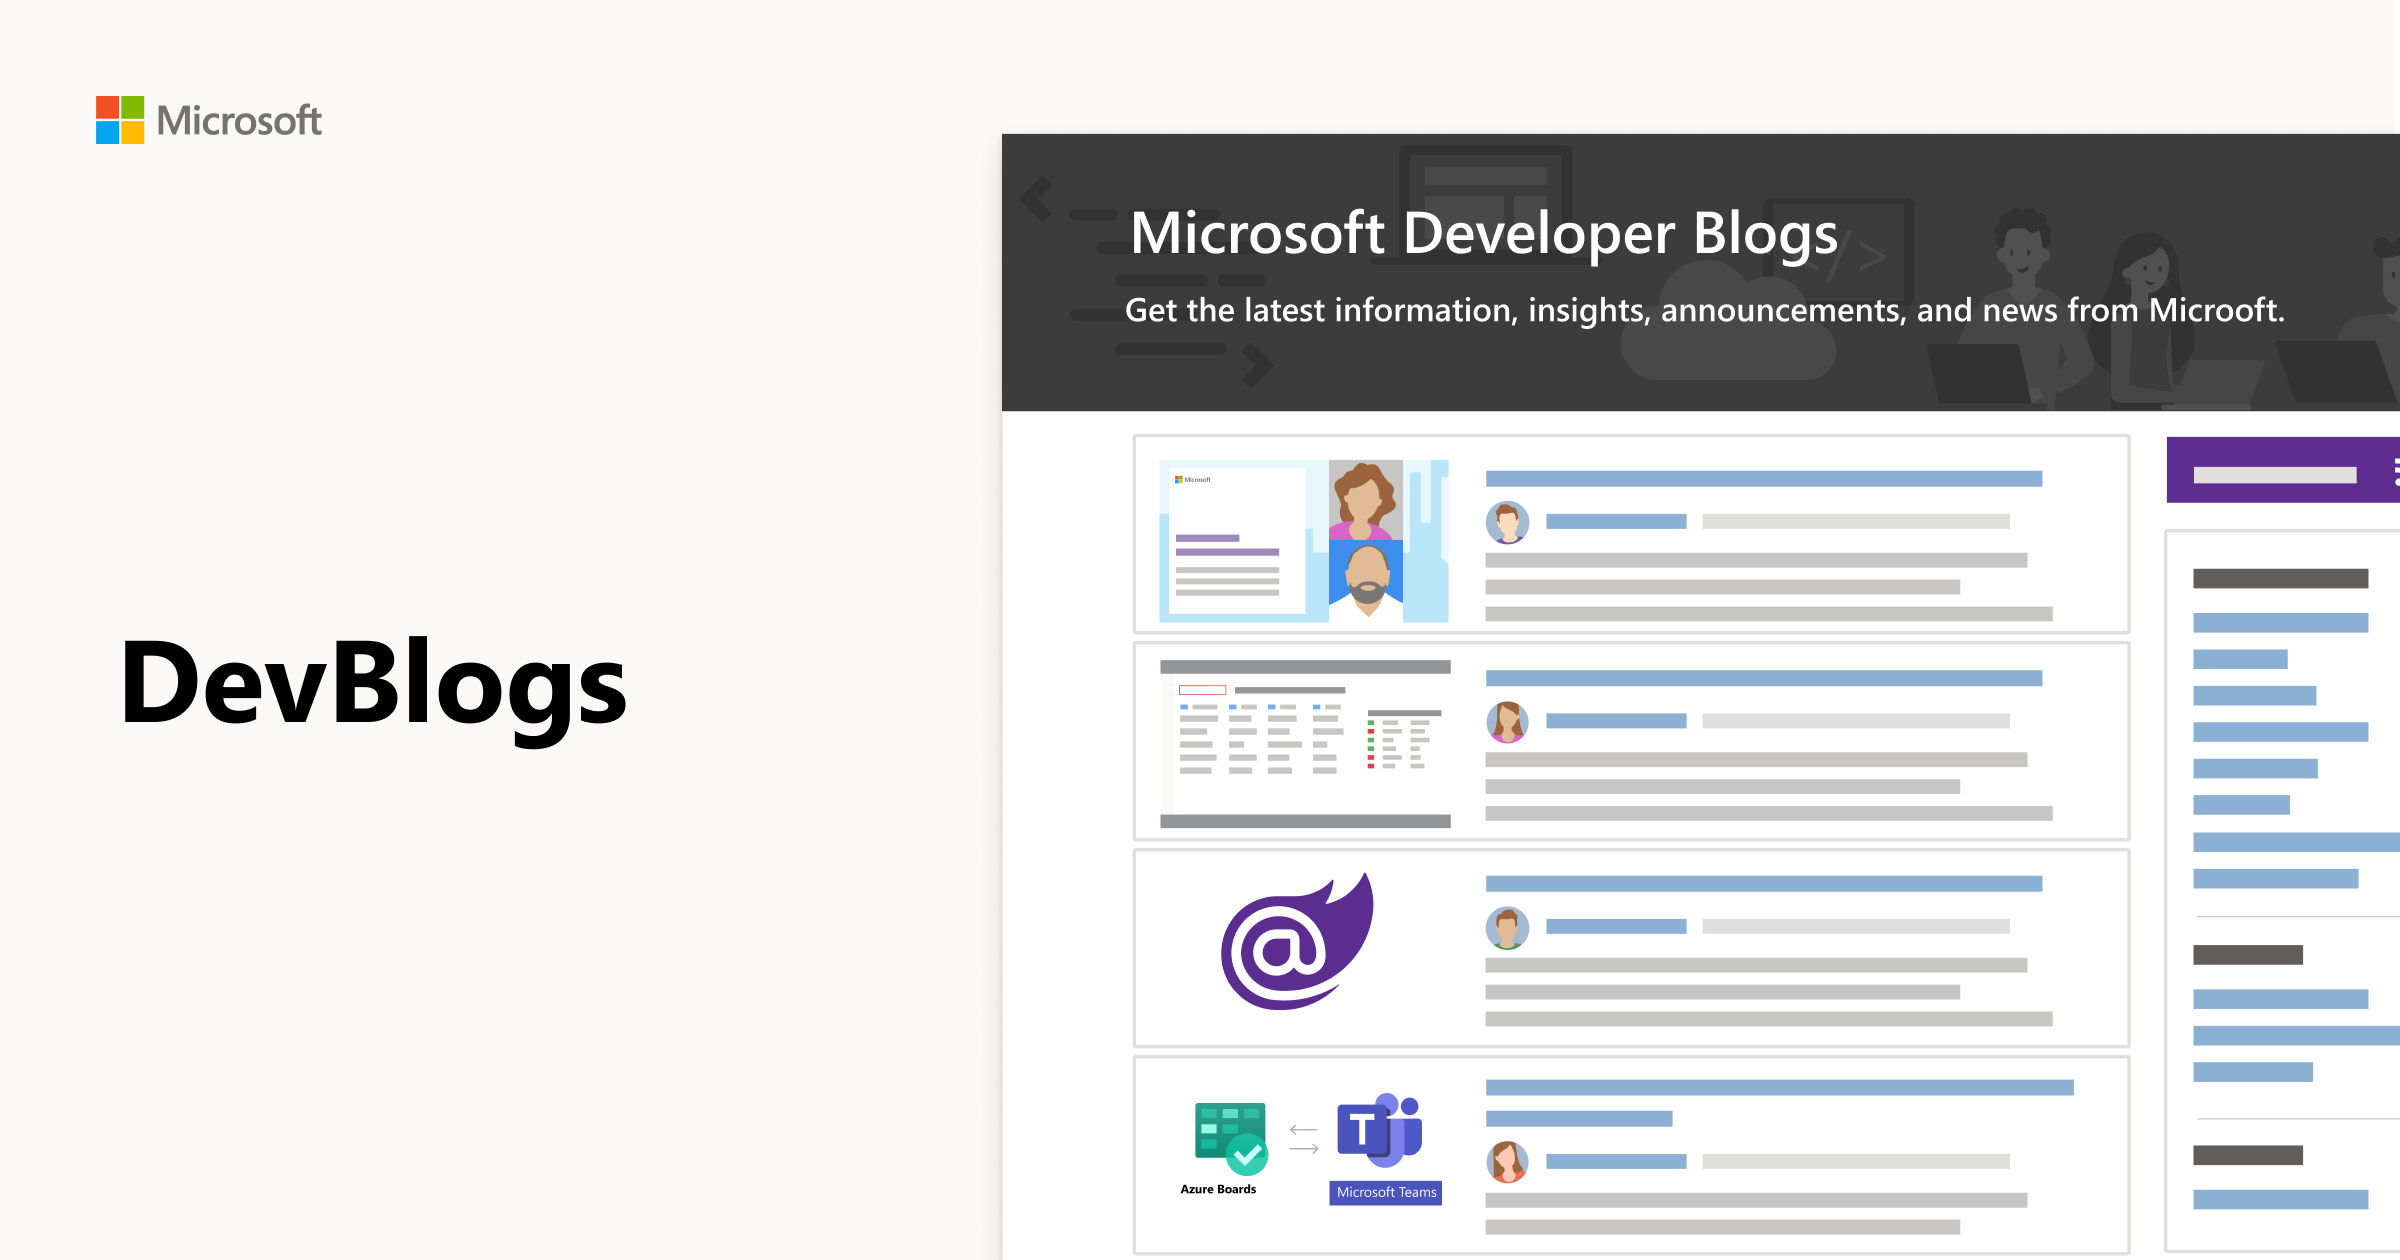 Microsoft
DevBlogs
Microsoft Developer Blogs
Get the latest information, insights, announcements, and news from Microoft.
Microsoft
@
Azure Boards
T
Microsoft Teams